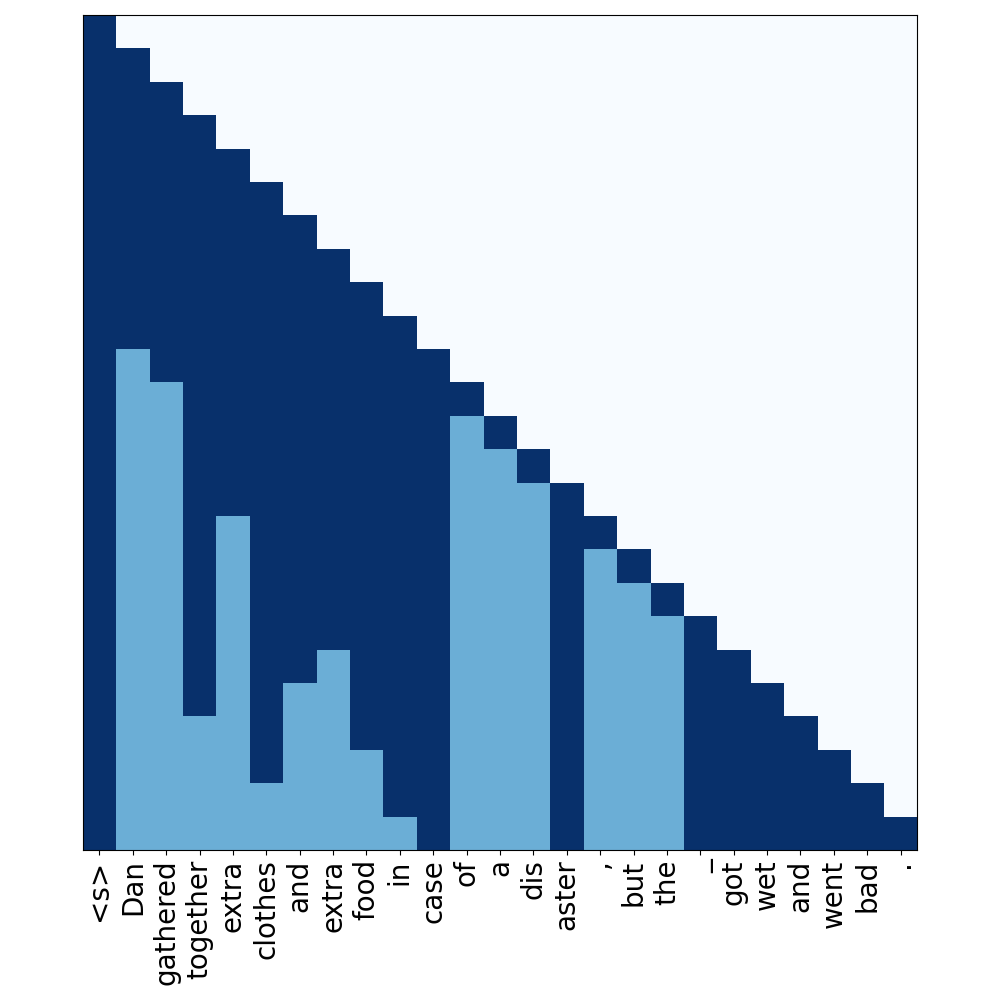 <s>
Dan
gathered
together
extra
clothes
and
extra
food
in
case
of
a
dis
aster
,
but
the
_
got
wet
and
went
bad
.